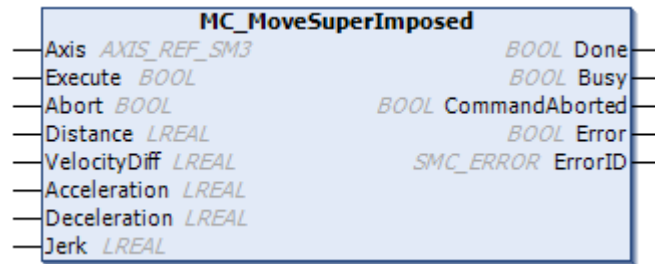 MC_MoveSuperImposed
Axis AXIS_REF_SM3 BOOL Done
Execute BOOL BOOL Busy
Abort BOOL BOOL CommandAborted
Distance LREAL BOOL Error
VelocityDiff LREAL SMC_ERROR ErrorID
Acceleration LREAL
Deceleration LREAL
Jerk LREAL